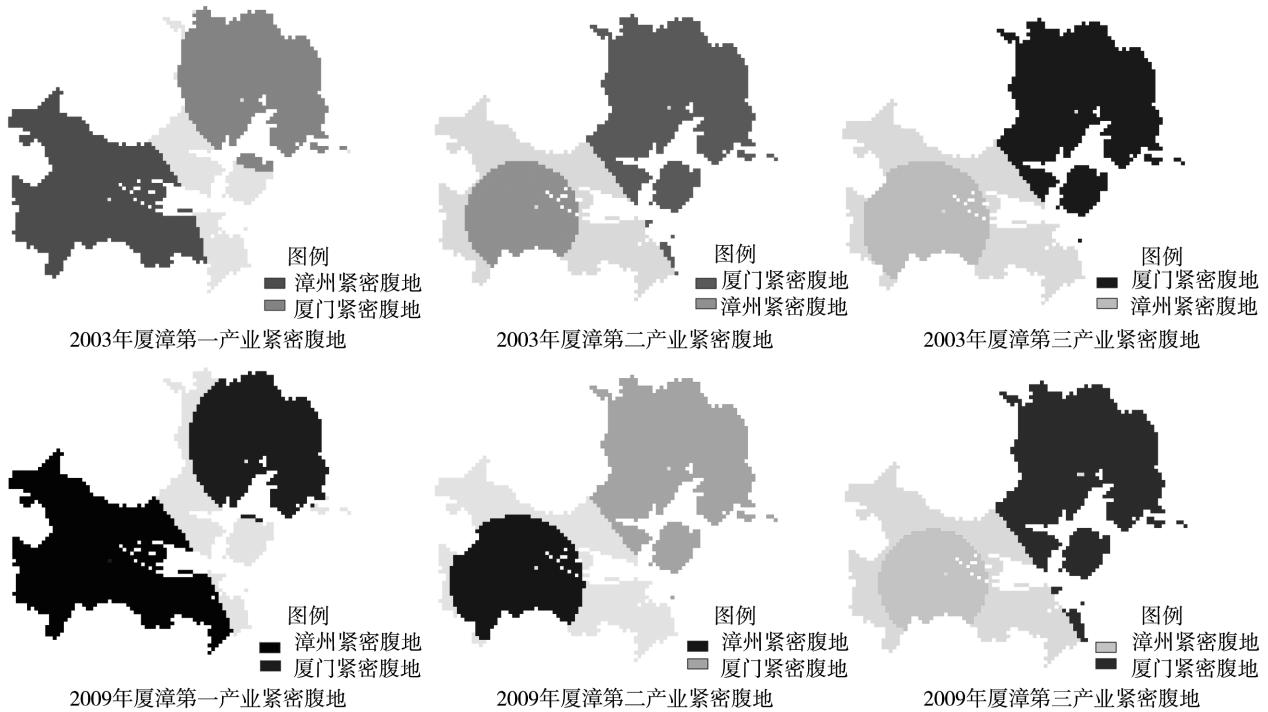 图例
漳州紧密腹地
厦门紧密腹地
2003年厦漳第一产业紧密腹地
图例
厦门紧密腹地
漳州紧密腹地
2003年厦漳第二产业紧密腹地
图例
厦门紧密腹地
漳州紧密腹地
2003年厦漳第三产业紧密腹地
图例
漳州紧密腹地
厦门紧密腹地
2009年厦漳第一产业紧密腹地
图例
漳州紧密腹地
厦门紧密腹地
2009年厦漳第二产业紧密腹地
图例
漳州紧密腹地
厦门紧密腹地
2009年厦漳第三产业紧密腹地